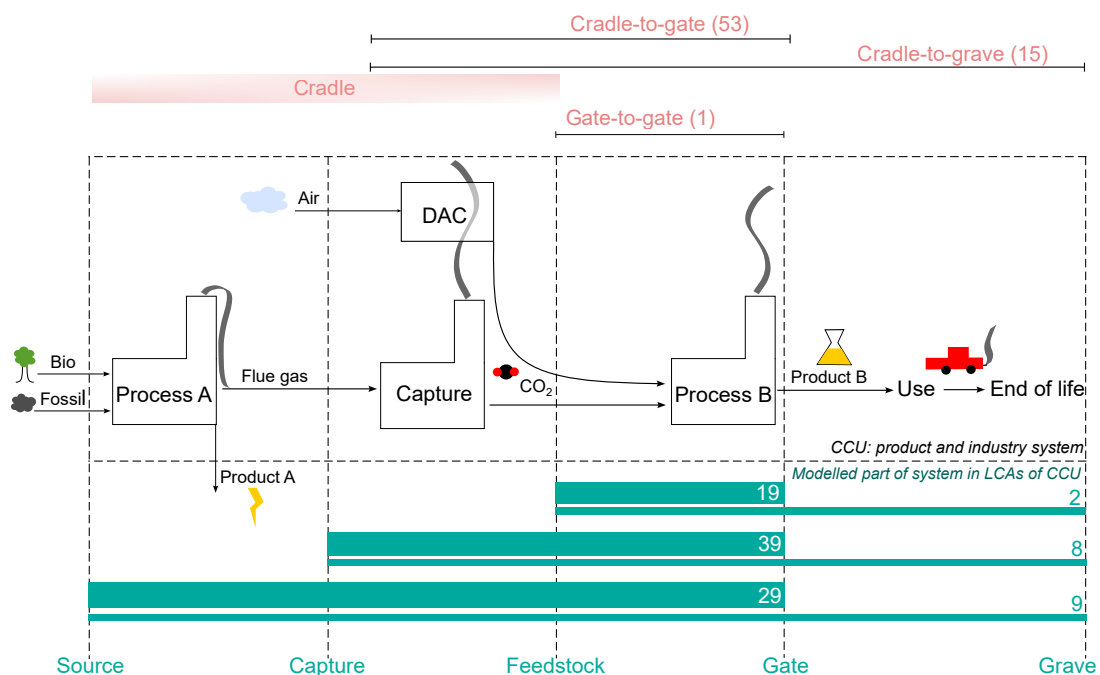 Cradle-to-gate (53)
Cradle-to-grave (15)
Cradle
Gate-to-gate (1)
Air
DAC
Bio
Fossil
Process A
Flue gas
Capture
CO₂
Process B
Product B
Use
End of life
CCU: product and industry system
Product A
Modelled part of system in LCAs of CCU
19
2
39
8
29
9
Source
Capture
Feedstock
Gate
Grave